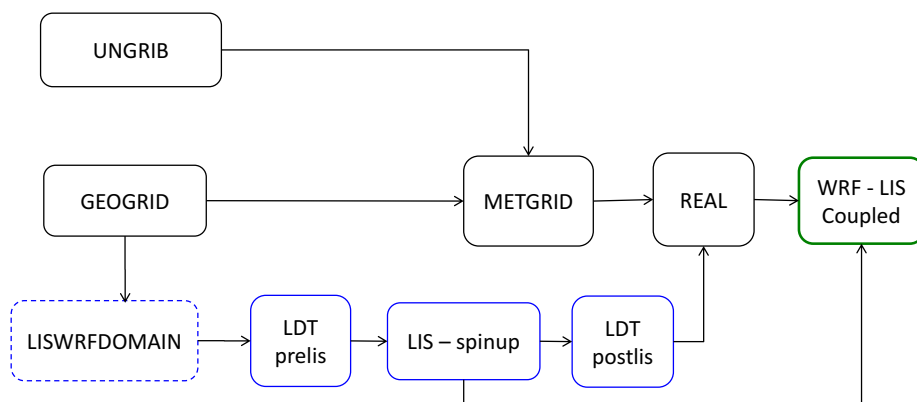 UNGRIB
GEOGRID
METGRID
REAL
WRF - LIS
Coupled
LISWRFDOMAIN
LDT
prelis
LIS – spinup
LDT
postlis